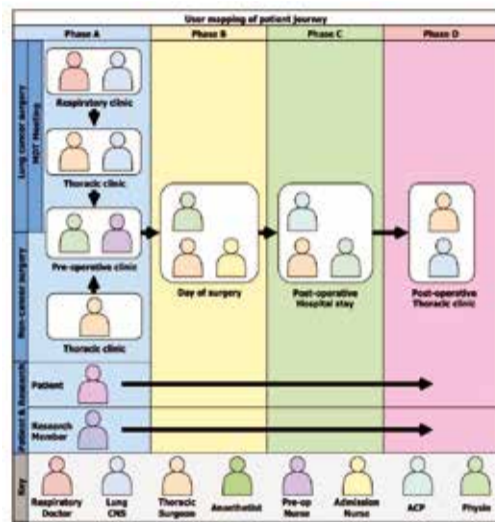 User mapping of patient journey
Phase A
Phase B
Phase C
Phase D
Lung cancer surgery
MDT Meeting
Respiratory clinic
Thoracic clinic
Pre-operative clinic
Non-cancer surgery
Thoracic clinic
Day of surgery
Post-operative
Hospital stay
Post-operative
Thoracic clinic
Patient & Research
Patient
Research
Member
Key
Respiratory
Doctor
Lung
CNS
Thoracic
Surgeon
Anaesthetist
Pre-op
Nurse
Admission
Nurse
ACP
Physio